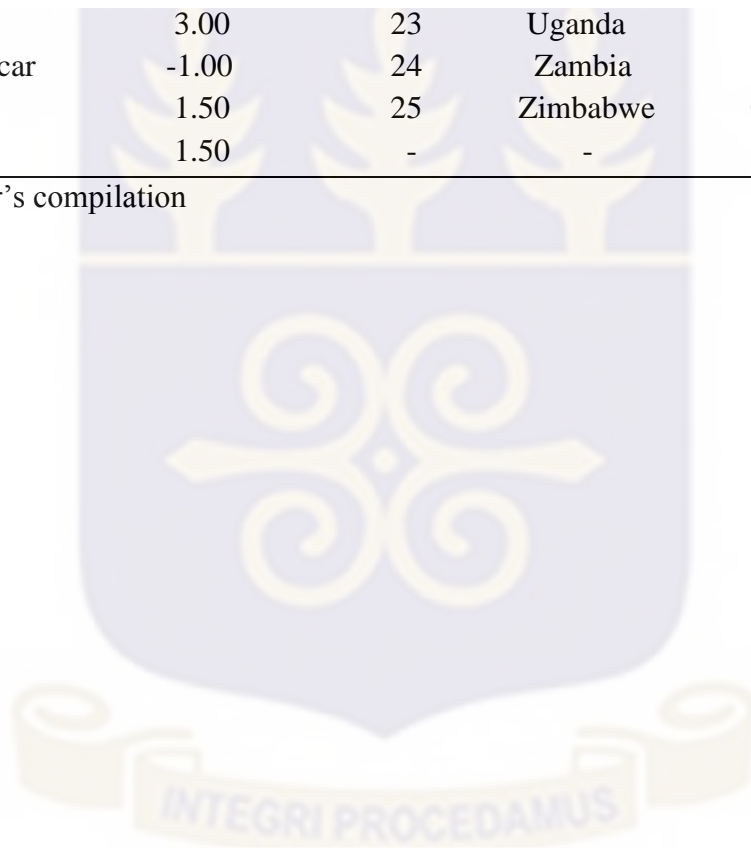 3.00 23 Uganda
car -1.00 24 Zambia
1.50 25 Zimbabwe
1.50 - -
r's compilation
INTEGRI PROCEDAMUS